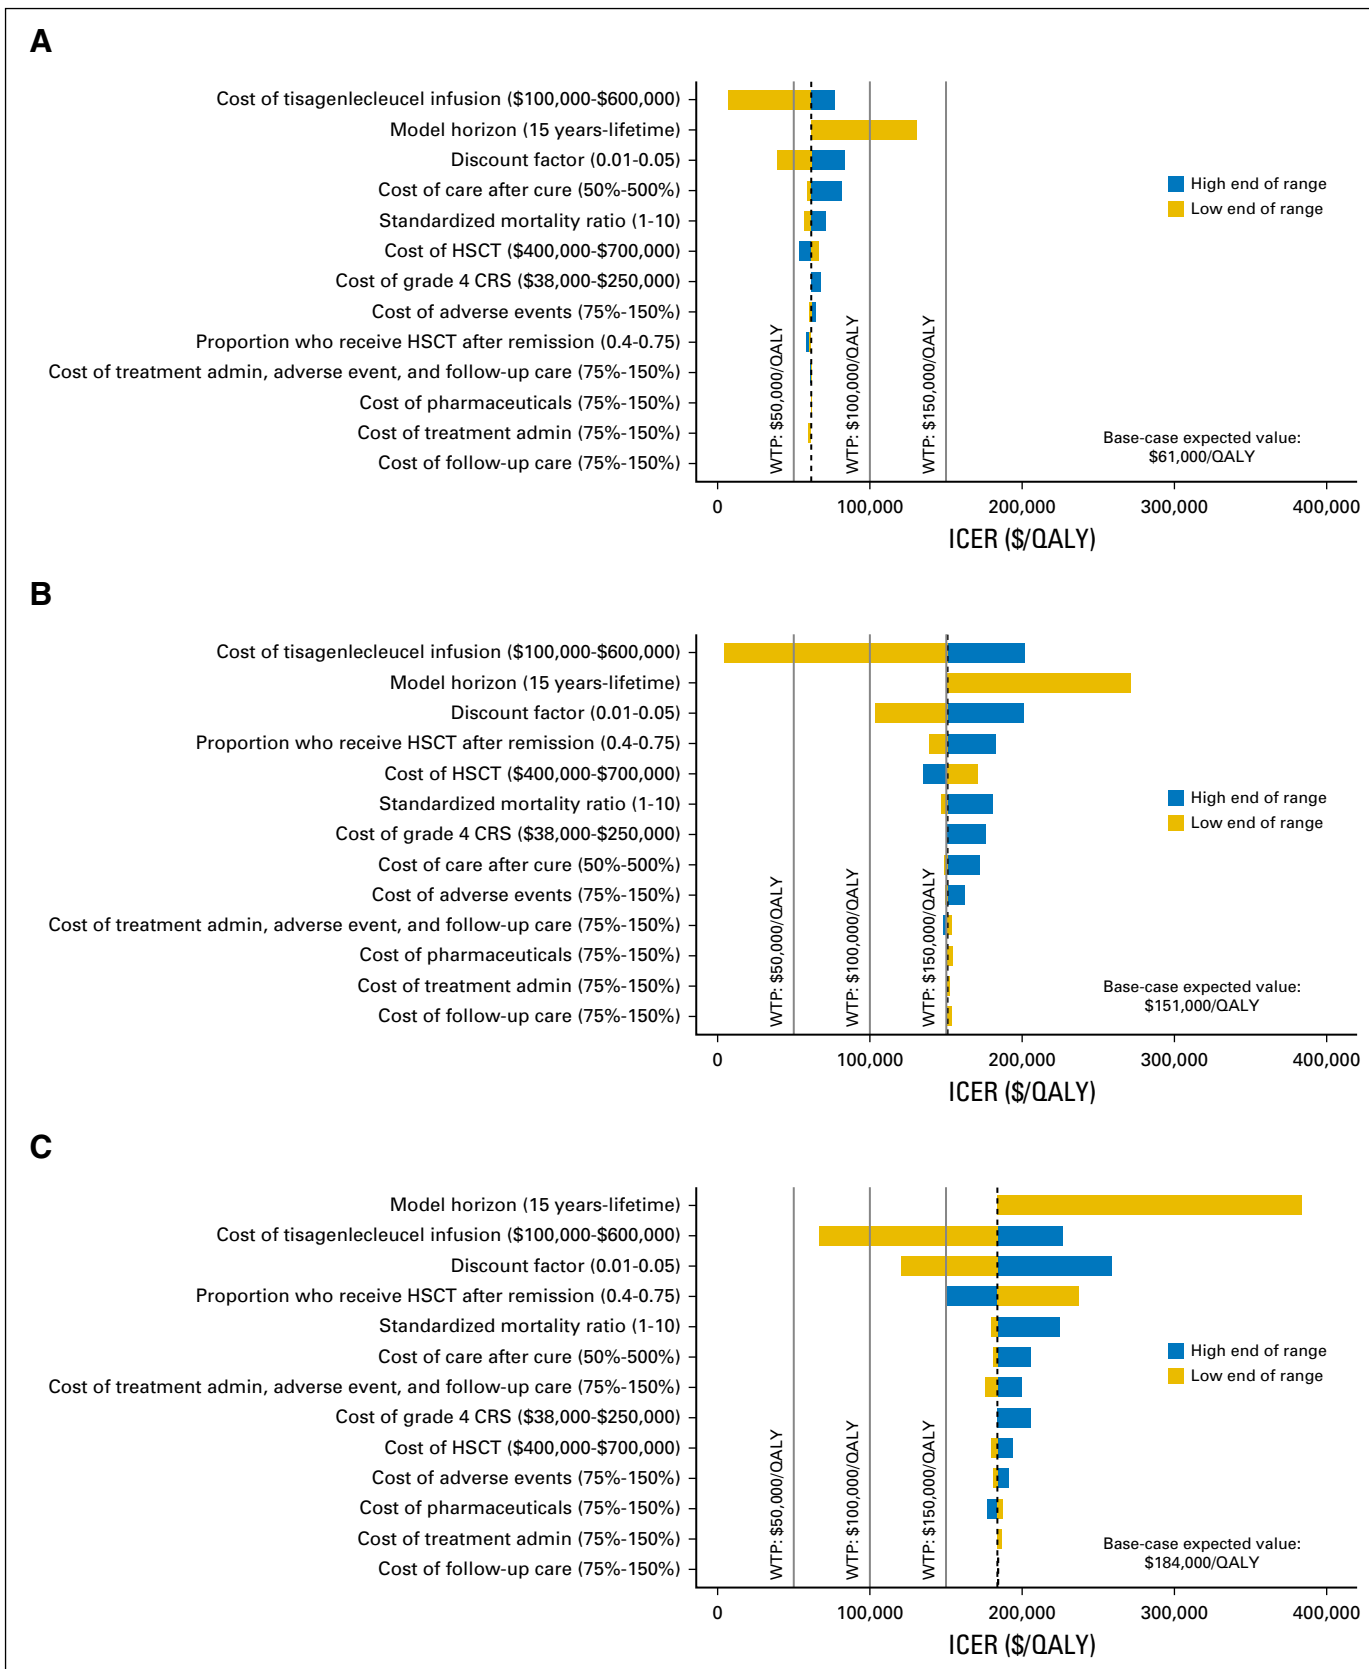 A
Cost of tisagenlecleucel infusion ($100,000-$600,000)
Model horizon (15 years-lifetime)
Discount factor (0.01-0.05)
Cost of care after cure (50%-500%)
Standardized mortality ratio (1-10)
Cost of HSCT ($400,000-$700,000)
Cost of grade 4 CRS ($38,000-$250,000)
Cost of adverse events (75%-150%)
Proportion who receive HSCT after remission (0.4-0.75)
Cost of treatment admin, adverse event, and follow-up care (75%-150%)
Cost of pharmaceuticals (75%-150%)
Cost of treatment admin (75%-150%)
Cost of follow-up care (75%-150%)
WTP: $50,000/QALY
WTP: $100,000/QALY
WTP: $150,000/QALY
High end of range
Low end of range
Base-case expected value:
$61,000/QALY
0 100,000 200,000 300,000 400,000
ICER ($/QALY)
B
Cost of tisagenlecleucel infusion ($100,000-$600,000)
Model horizon (15 years-lifetime)
Discount factor (0.01-0.05)
Proportion who receive HSCT after remission (0.4-0.75)
Cost of HSCT ($400,000-$700,000)
Standardized mortality ratio (1-10)
Cost of grade 4 CRS ($38,000-$250,000)
Cost of care after cure (50%-500%)
Cost of adverse events (75%-150%)
Cost of treatment admin, adverse event, and follow-up care (75%-150%)
Cost of pharmaceuticals (75%-150%)
Cost of treatment admin (75%-150%)
Cost of follow-up care (75%-150%)
WTP: $50,000/QALY
WTP: $100,000/QALY
WTP: $150,000/QALY
High end of range
Low end of range
Base-case expected value:
$151,000/QALY
0 100,000 200,000 300,000 400,000
ICER ($/QALY)
C
Model horizon (15 years-lifetime)
Cost of tisagenlecleucel infusion ($100,000-$600,000)
Discount factor (0.01-0.05)
Proportion who receive HSCT after remission (0.4-0.75)
Standardized mortality ratio (1-10)
Cost of care after cure (50%-500%)
Cost of treatment admin, adverse event, and follow-up care (75%-150%)
Cost of grade 4 CRS ($38,000-$250,000)
Cost of HSCT ($400,000-$700,000)
Cost of adverse events (75%-150%)
Cost of pharmaceuticals (75%-150%)
Cost of treatment admin (75%-150%)
Cost of follow-up care (75%-150%)
WTP: $50,000/QALY
WTP: $100,000/QALY
WTP: $150,000/QALY
High end of range
Low end of range
Base-case expected value:
$184,000/QALY
0 100,000 200,000 300,000 400,000
ICER ($/QALY)